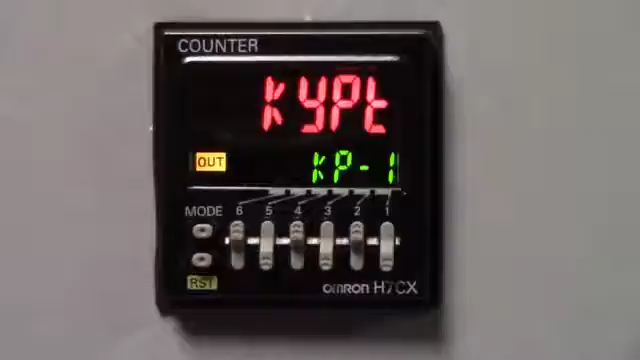 COUNTER
KYPt
OUT
KP-1
MODE 6 5 4 3 2 1
RST
OMRON H7CX